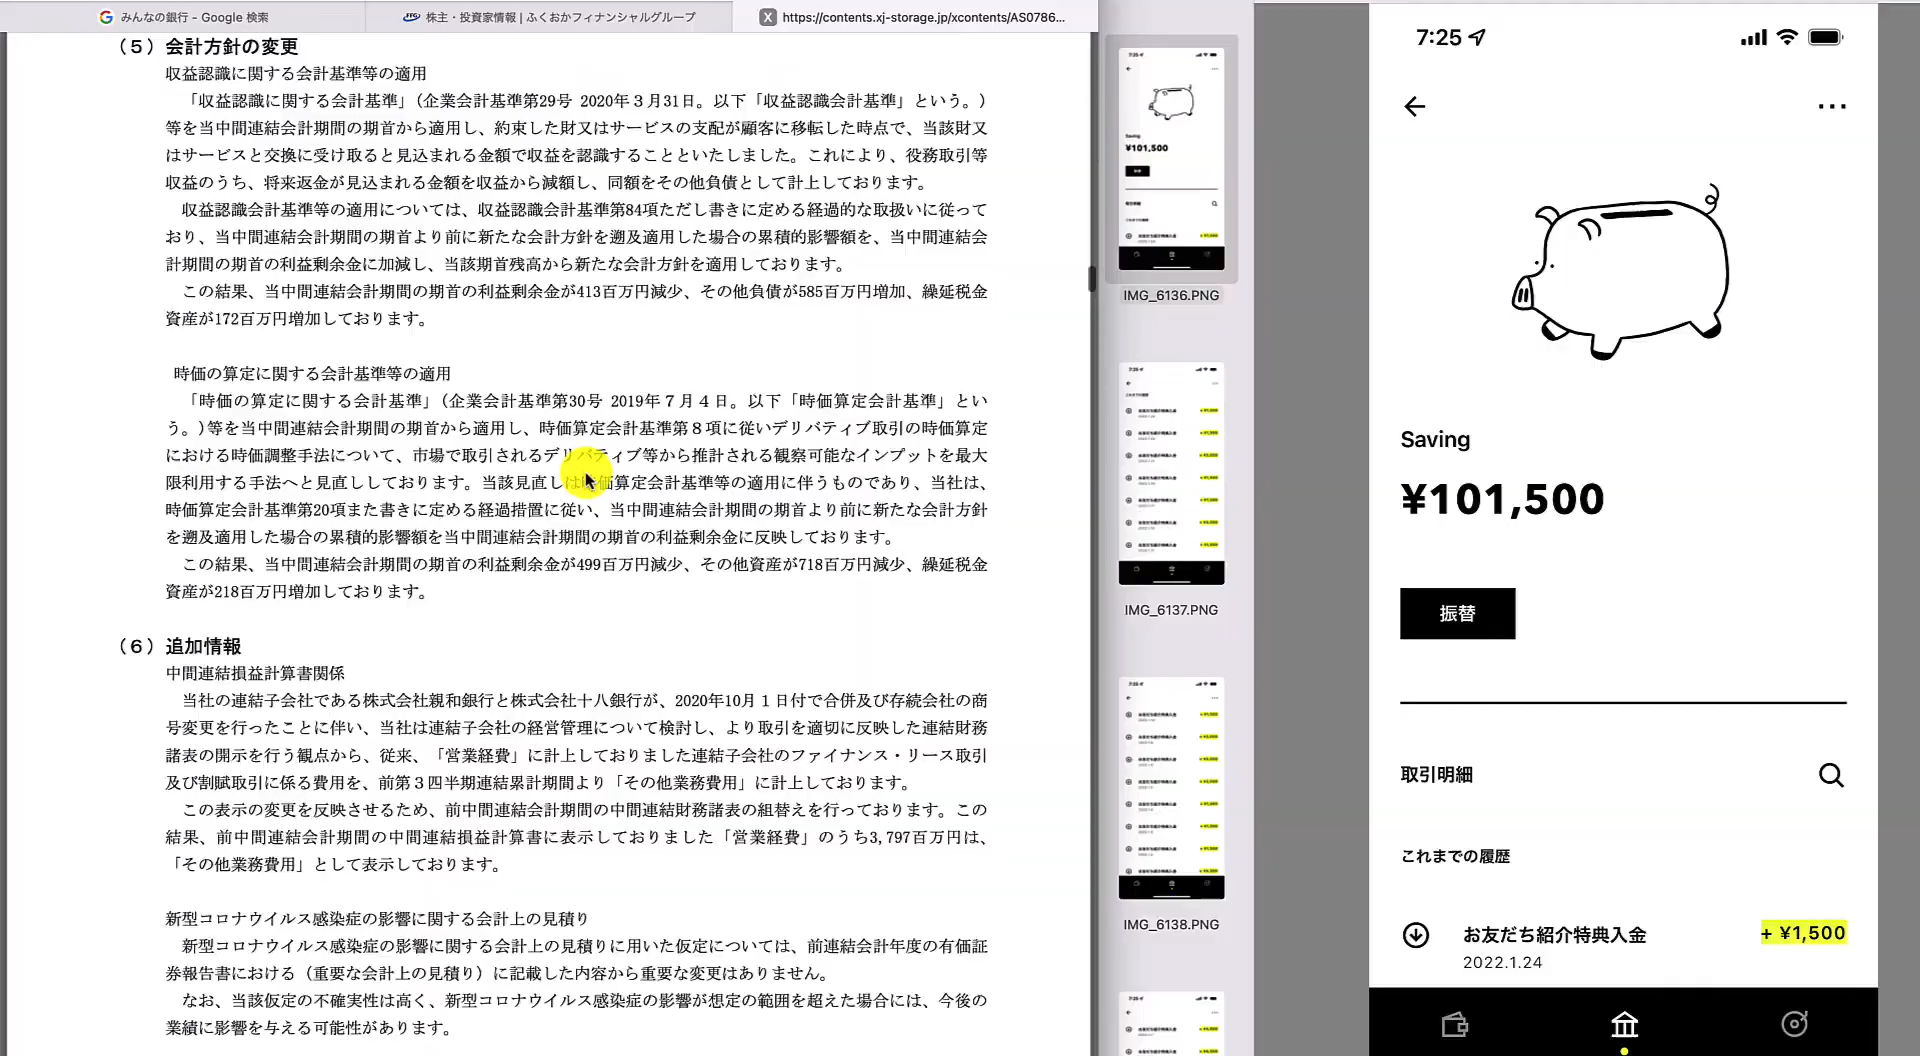 みんなの銀行 - Google 検索
株主・投資家情報 | ふくおかフィナンシャルグループ
X https://contents.xj-storage.jp/xcontents/AS0786...
（５）会計方針の変更
収益認識に関する会計基準等の適用
「収益認識に関する会計基準」（企業会計基準第29号 2020年３月31日。以下「収益認識会計基準」という。）
等を当中間連結会計期間の期首から適用し、約束した財又はサービスの支配が顧客に移転した時点で、当該財又
はサービスと交換に受け取ると見込まれる金額で収益を認識することといたしました。これにより、役務取引等
収益のうち、将来返金が見込まれる金額を収益から減額し、同額をその他負債として計上しております。
収益認識会計基準等の適用については、収益認識会計基準第84項ただし書きに定める経過的な取扱いに従って
おり、当中間連結会計期間の期首より前に新たな会計方針を遡及適用した場合の累積的影響額を、当中間連結会
計期間の期首の利益剰余金に加減し、当該期首残高から新たな会計方針を適用しております。
この結果、当中間連結会計期間の期首の利益剰余金が413百万円減少、その他負債が585百万円増加、繰延税金
資産が172百万円増加しております。
時価の算定に関する会計基準等の適用
「時価の算定に関する会計基準」（企業会計基準第30号 2019年７月４日。以下「時価算定会計基準」とい
う。）等を当中間連結会計期間の期首から適用し、時価算定会計基準第８項に従いデリバティブ取引の時価算定
における時価調整手法について、市場で取引されるデリバティブ等から推計される観察可能なインプットを最大
限利用する手法へと見直ししております。当該見直しは時価算定会計基準等の適用に伴うものであり、当社は、
時価算定会計基準第20項また書きに定める経過措置に従い、当中間連結会計期間の期首より前に新たな会計方針
を遡及適用した場合の累積的影響額を当中間連結会計期間の期首の利益剰余金に反映しております。
この結果、当中間連結会計期間の期首の利益剰余金が499百万円減少、その他資産が718百万円減少、繰延税金
資産が218百万円増加しております。
（６）追加情報
中間連結損益計算書関係
当社の連結子会社である株式会社親和銀行と株式会社十八銀行が、2020年10月１日付で合併及び存続会社の商
号変更を行ったことに伴い、当社は連結子会社の経営管理について検討し、より取引を適切に反映した連結財務
諸表の開示を行う観点から、従来、「営業経費」に計上しておりました連結子会社のファイナンス・リース取引
及び割賦取引に係る費用を、前第３四半期連結累計期間より「その他業務費用」に計上しております。
この表示の変更を反映させるため、前中間連結会計期間の中間連結財務諸表の組替えを行っております。この
結果、前中間連結会計期間の中間連結損益計算書に表示しておりました「営業経費」のうち3,797百万円は、
「その他業務費用」として表示しております。
新型コロナウイルス感染症の影響に関する会計上の見積り
新型コロナウイルス感染症の影響に関する会計上の見積りに用いた仮定については、前連結会計年度の有価証
券報告書における（重要な会計上の見積り）に記載した内容から重要な変更はありません。
なお、当該仮定の不確実性は高く、新型コロナウイルス感染症の影響が想定の範囲を超えた場合には、今後の
業績に影響を与える可能性があります。
Saving
¥101,500
IMG_6136.PNG
IMG_6137.PNG
IMG_6138.PNG
7:25
Saving
¥101,500
振替
取引明細
これまでの履歴
お友だち紹介特典入金
+ ¥1,500
2022.1.24